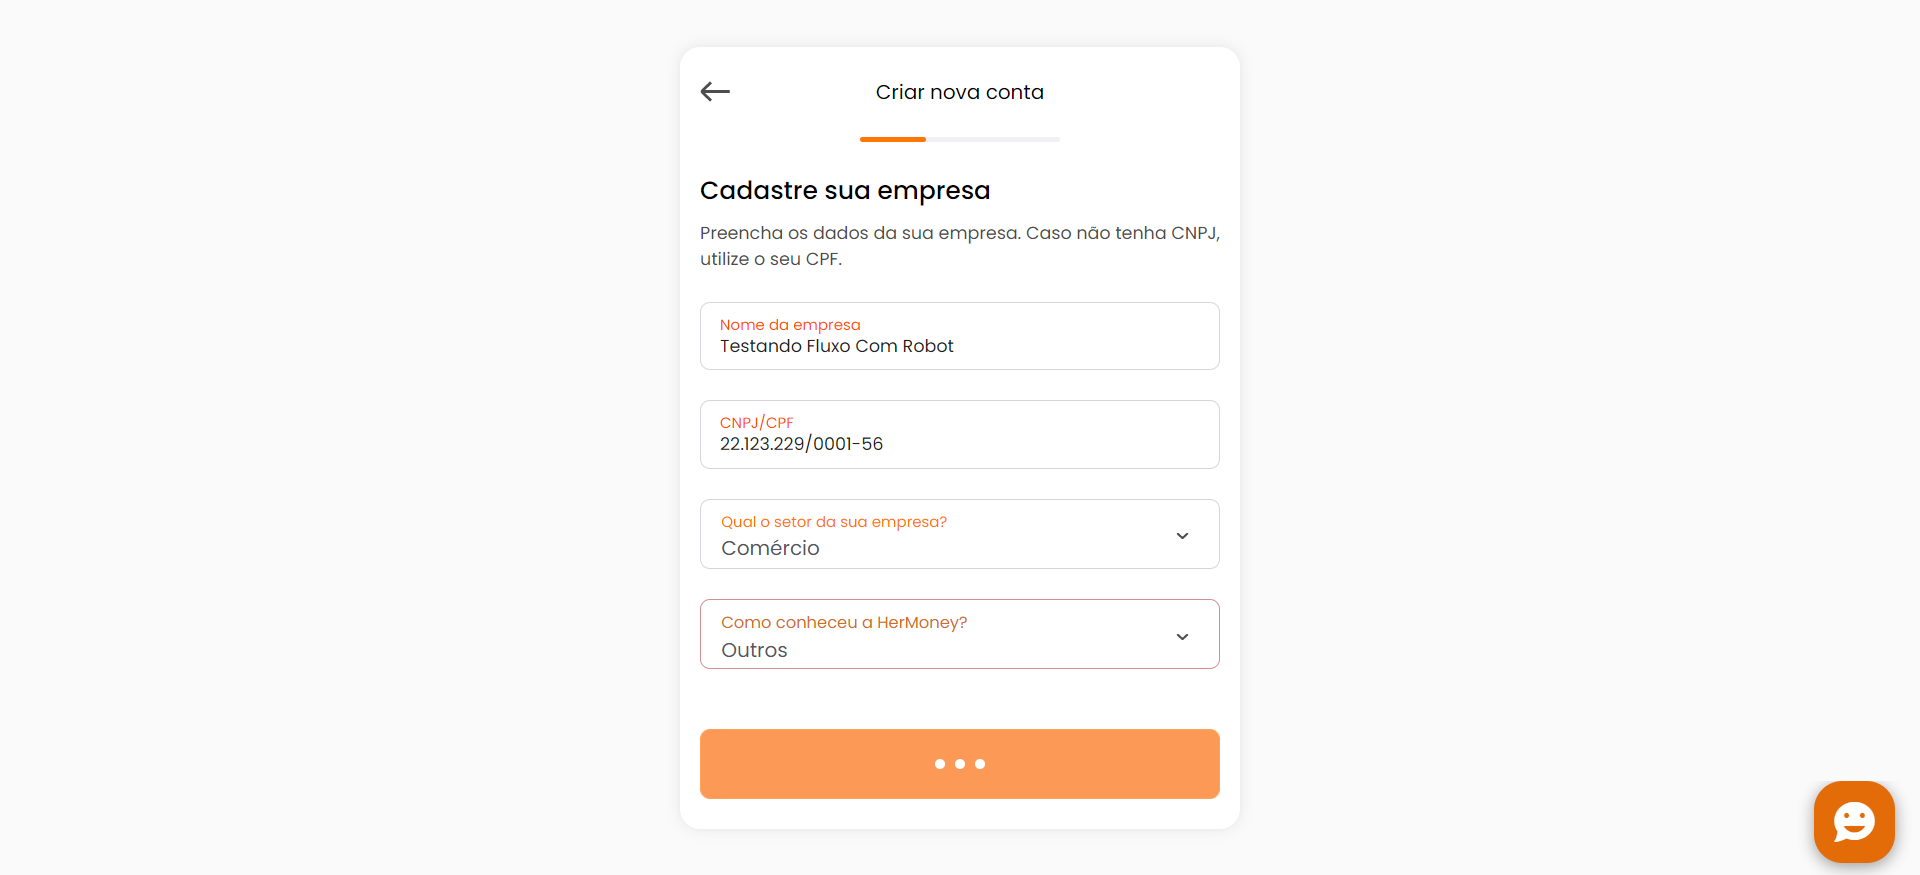 Criar nova conta
Cadastre sua empresa
Preencha os dados da sua empresa. Caso não tenha CNPJ,
utilize o seu CPF.
Nome da empresa
Testando Fluxo Com Robot
CNPJ/CPF
22.123.229/0001-56
Qual o setor da sua empresa?
Comércio
Como conheceu a HerMoney?
Outros